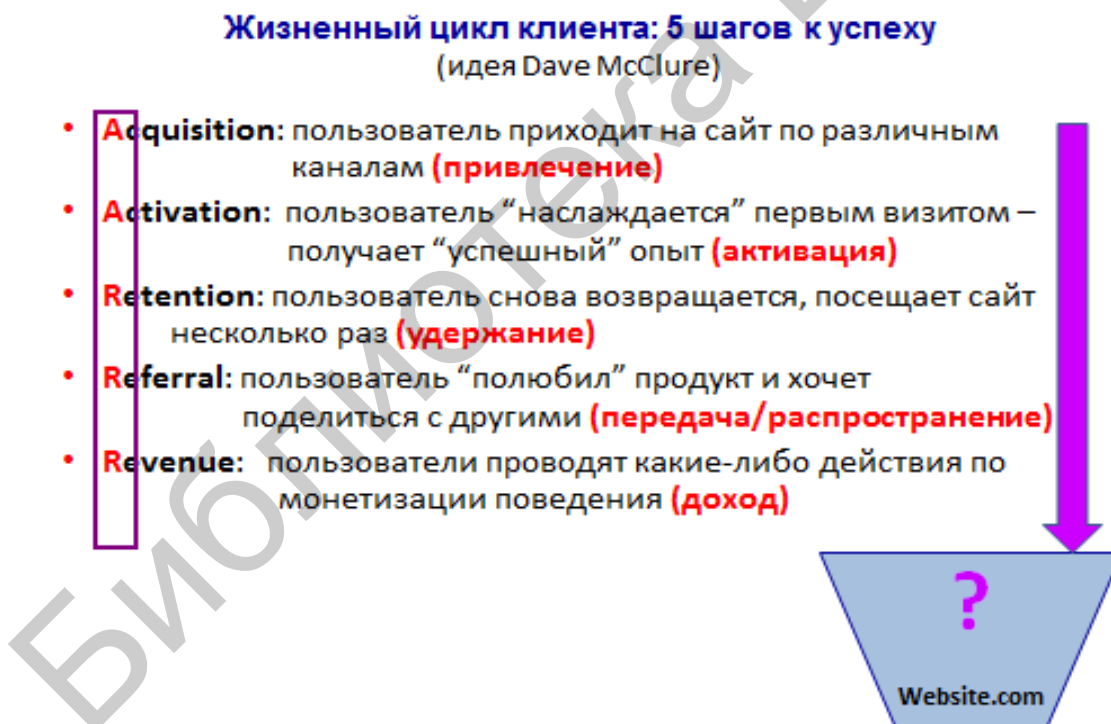 Жизненный цикл клиента: 5 шагов к успеху
(идея Dave McClure)
• Acquisition: пользователь приходит на сайт по различным
каналам (привлечение)
• Activation: пользователь “наслаждается” первым визитом –
получает “успешный” опыт (активация)
• Retention: пользователь снова возвращается, посещает сайт
несколько раз (удержание)
• Referral: пользователь “полюбил” продукт и хочет
поделиться с другими (передача/распространение)
• Revenue: пользователи проводят какие-либо действия по
монетизации поведения (доход)
?
Website.com
Библиотека